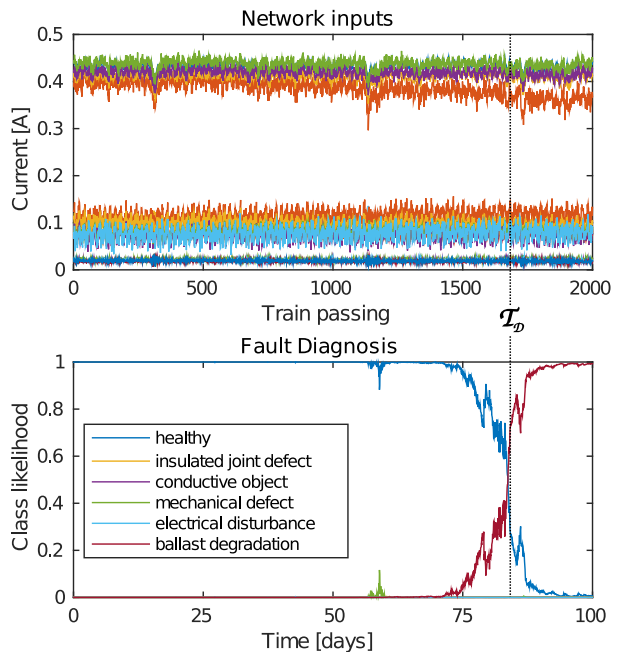 Network inputs
0.5
0.4
0.3
0.2
0.1
0
Current [A]
0
500
1000
1500
2000
Train passing
𝒯𝒟
Fault Diagnosis
1
0.8
0.6
0.4
0.2
0
Class likelihood
healthy
insulated joint defect
conductive object
mechanical defect
electrical disturbance
ballast degradation
0
25
50
75
100
Time [days]